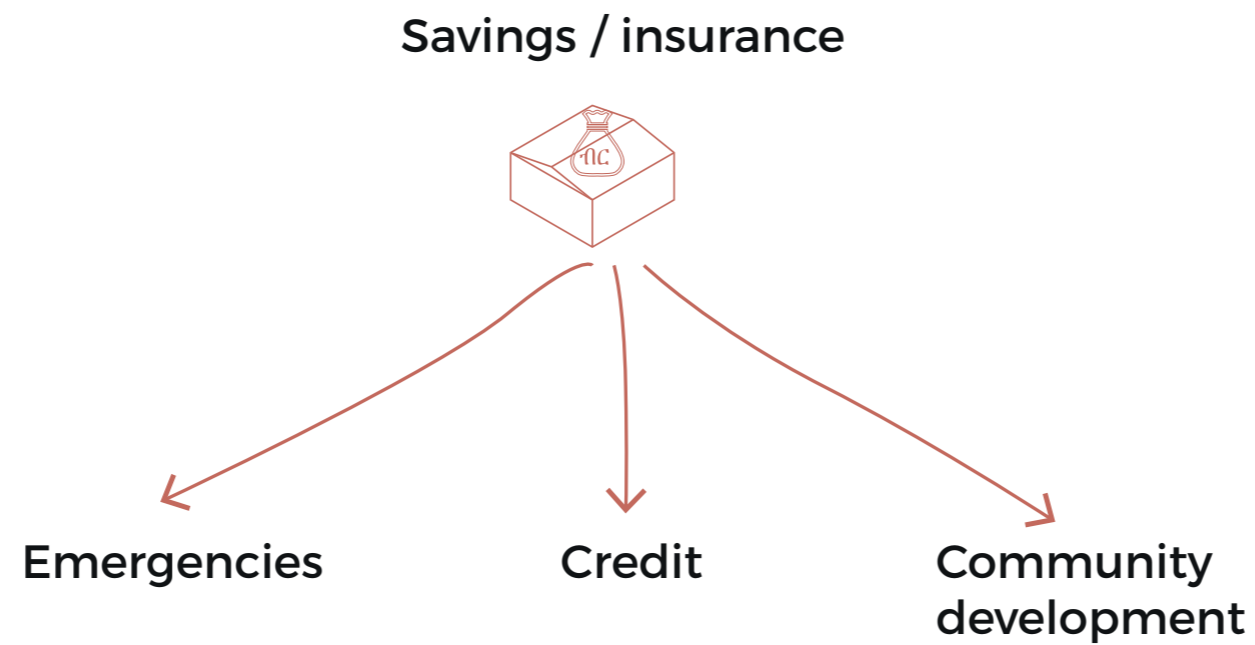 Savings / insurance
ብር
Emergencies
Credit
Community
development